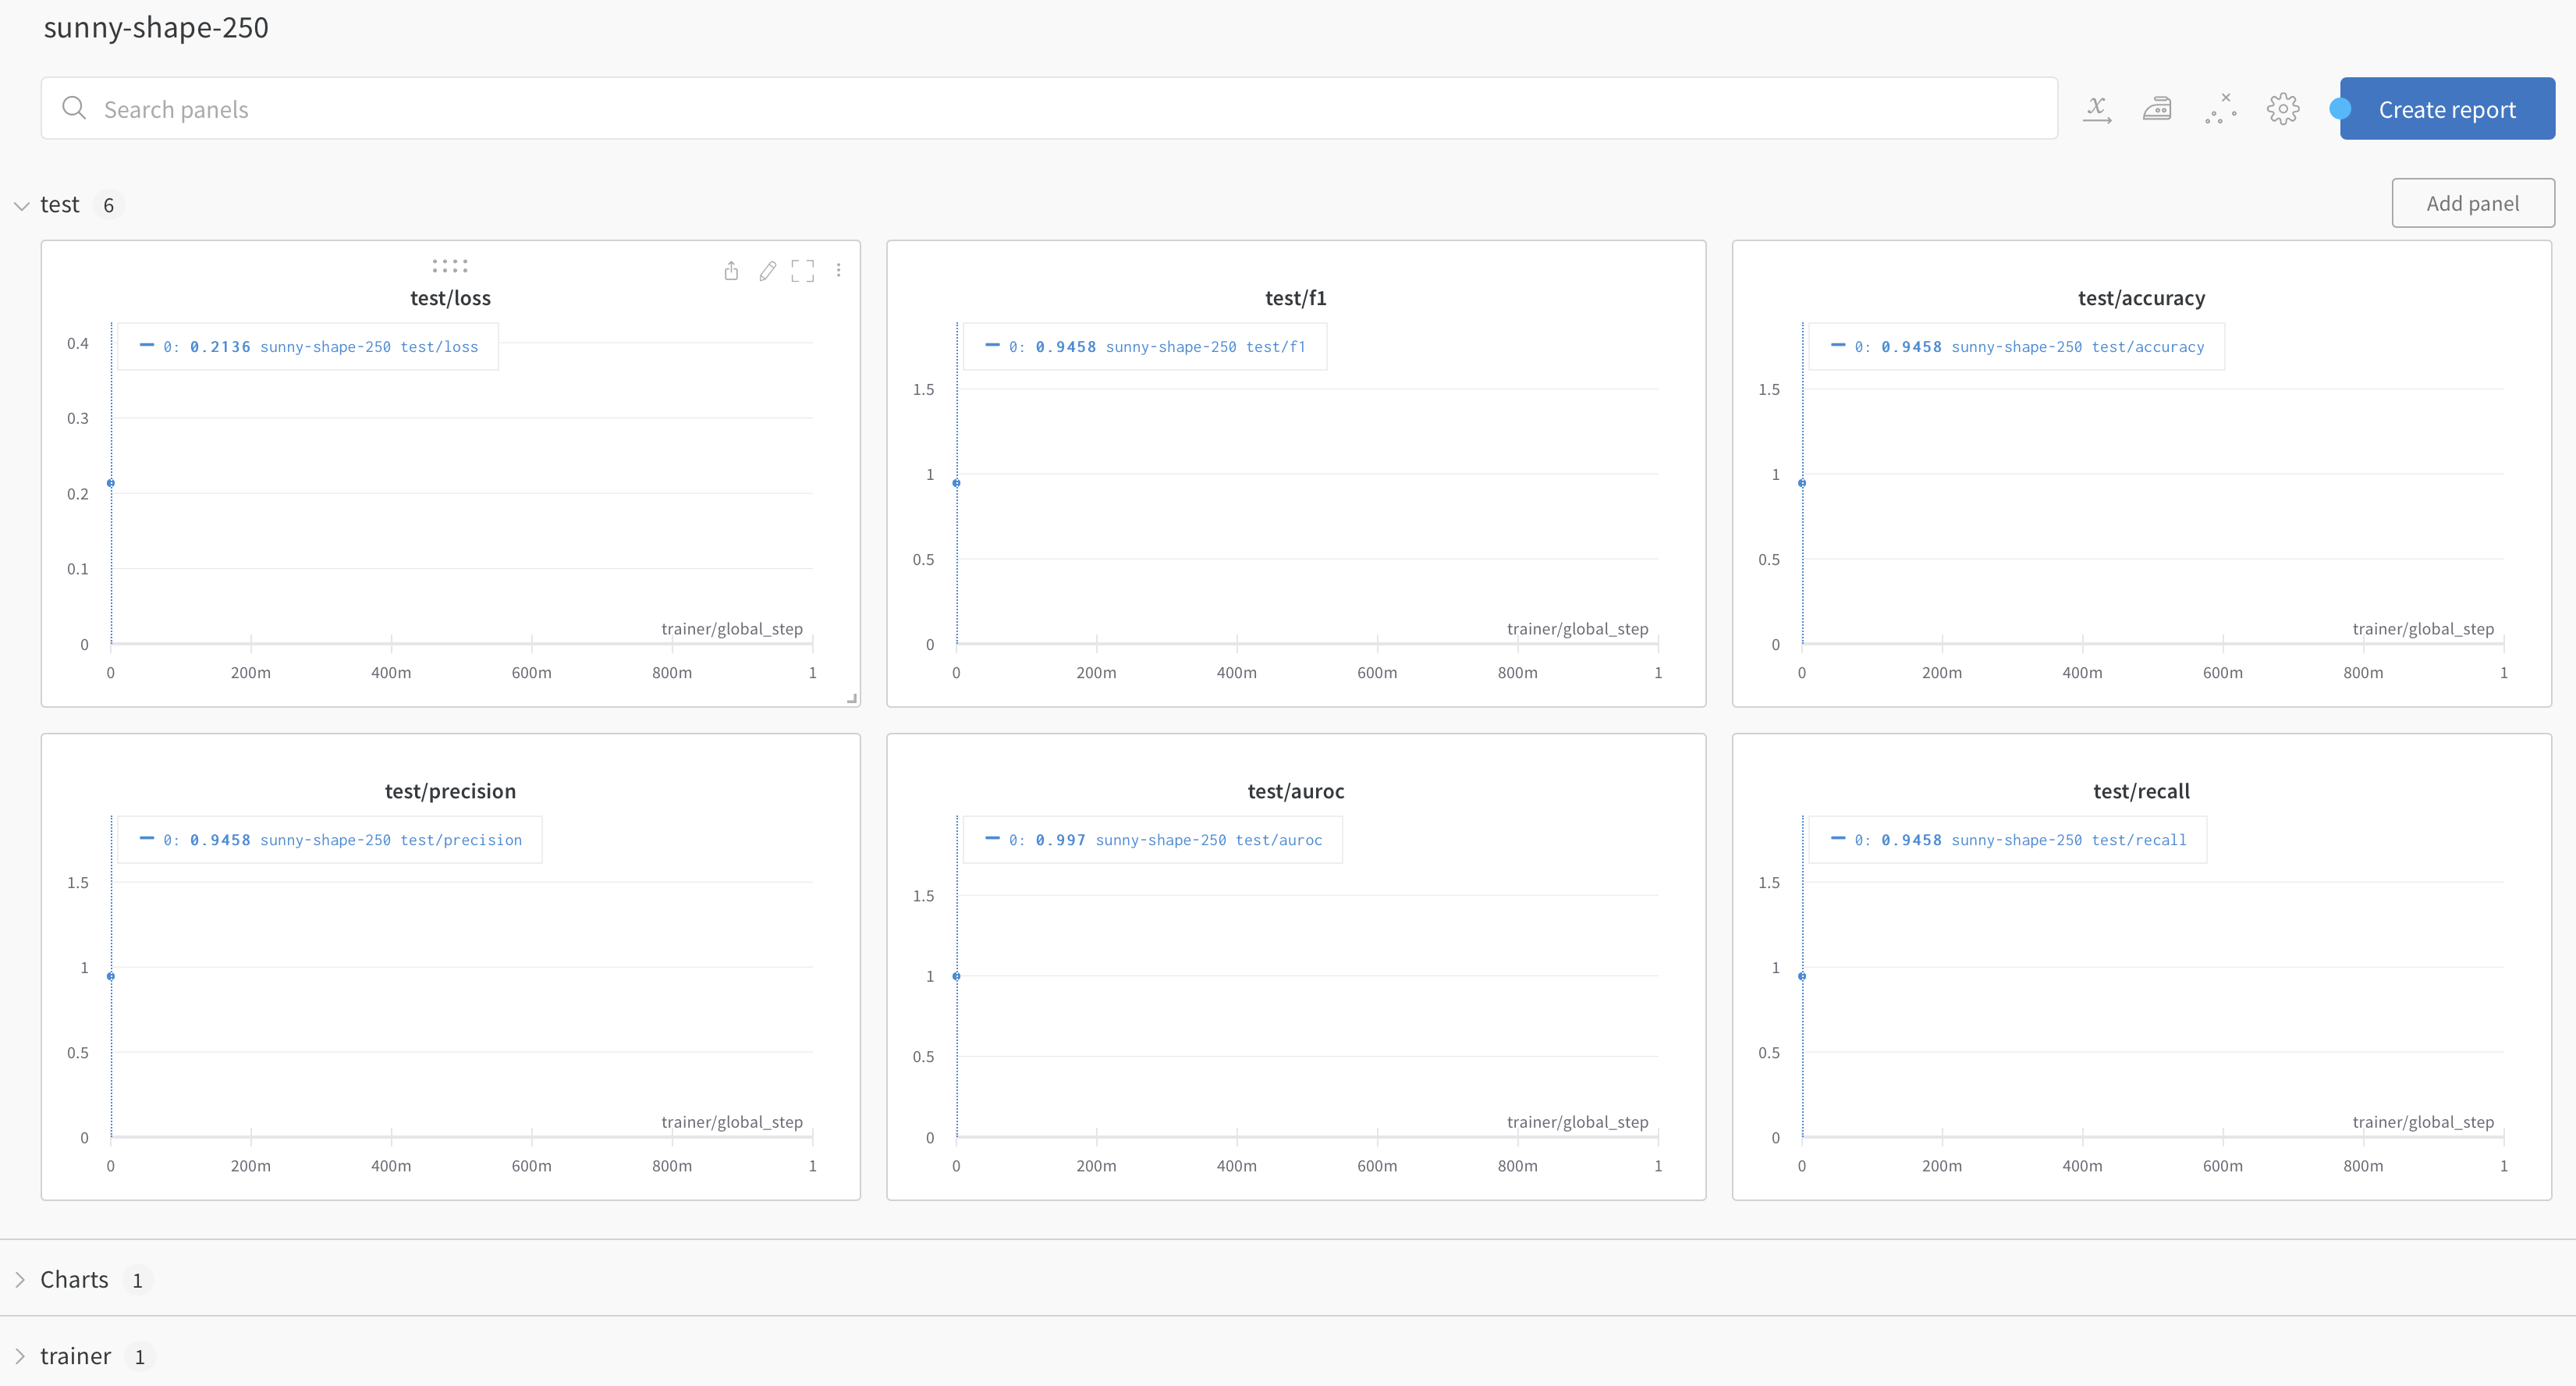 sunny-shape-250
Search panels
Create report
test 6
Add panel
test/loss
0: 0.2136 sunny-shape-250 test/loss
0.4
0.3
0.2
0.1
0
trainer/global_step
0 200m 400m 600m 800m 1
test/f1
0: 0.9458 sunny-shape-250 test/f1
1.5
1
0.5
0
trainer/global_step
0 200m 400m 600m 800m 1
test/accuracy
0: 0.9458 sunny-shape-250 test/accuracy
1.5
1
0.5
0
trainer/global_step
0 200m 400m 600m 800m 1
test/precision
0: 0.9458 sunny-shape-250 test/precision
1.5
1
0.5
0
trainer/global_step
0 200m 400m 600m 800m 1
test/auroc
0: 0.997 sunny-shape-250 test/auroc
1.5
1
0.5
0
trainer/global_step
0 200m 400m 600m 800m 1
test/recall
0: 0.9458 sunny-shape-250 test/recall
1.5
1
0.5
0
trainer/global_step
0 200m 400m 600m 800m 1
Charts 1
trainer 1